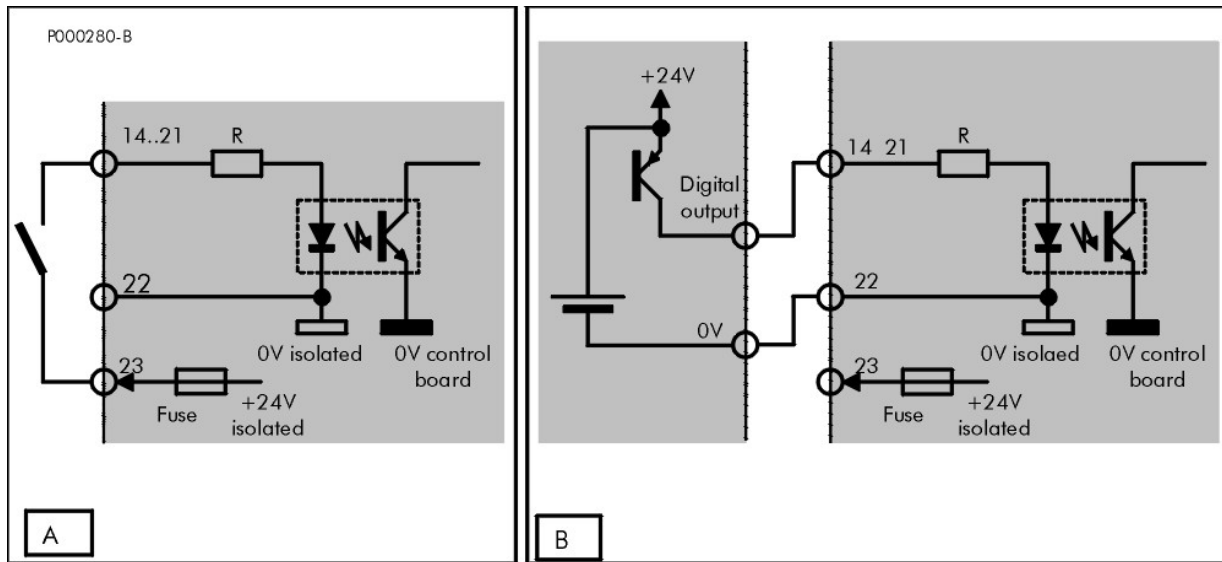 P000280-B
14..21
R
22
0V isolated
0V control
board
23
Fuse
+24V
isolated
A
+24V
Digital
output
0V
14 21
R
22
0V isolaed
0V control
board
23
Fuse
+24V
isolated
B